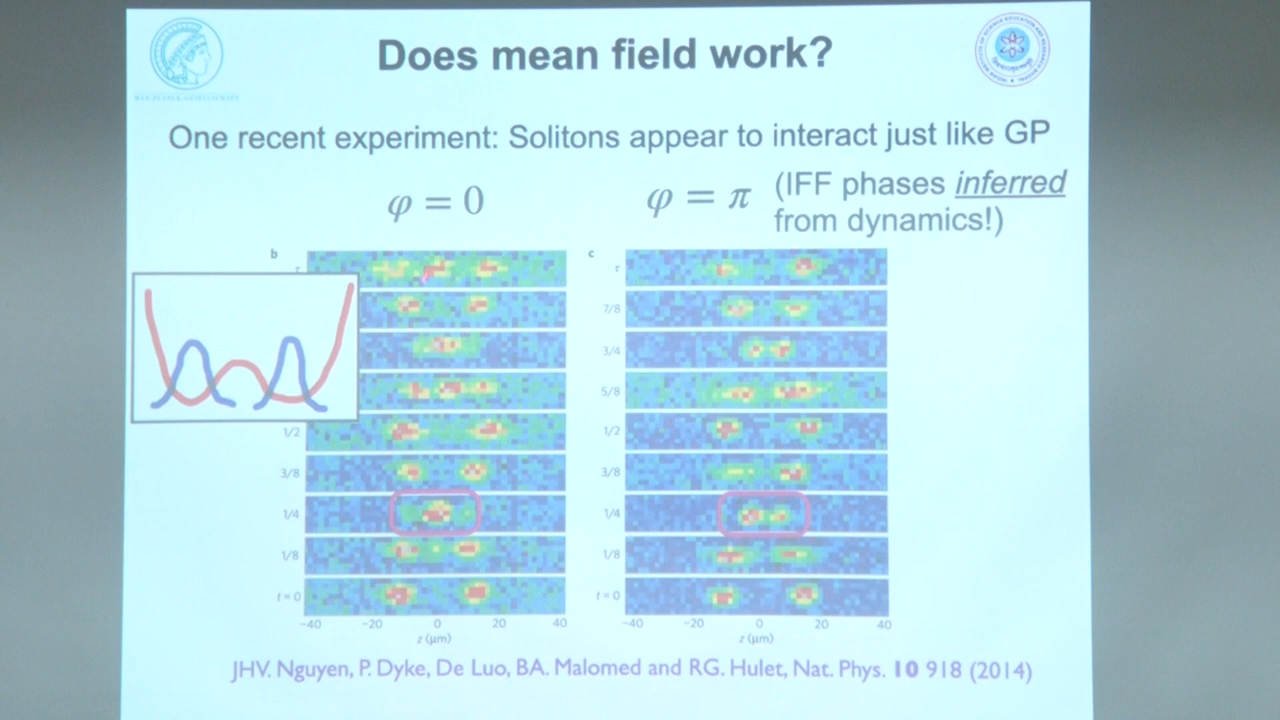 Does mean field work?
One recent experiment: Solitons appear to interact just like GP
φ = 0
φ = π
(IFF phases inferred
from dynamics!)
b
τ
1/2
3/8
1/4
1/8
t = 0
−40 −20 0 20 40
z (μm)
c
τ
7/8
3/4
5/8
1/2
3/8
1/4
1/8
t = 0
−40 −20 0 20 40
z (μm)
JHV. Nguyen, P. Dyke, De Luo, BA. Malomed and RG. Hulet, Nat. Phys. 10 918 (2014)